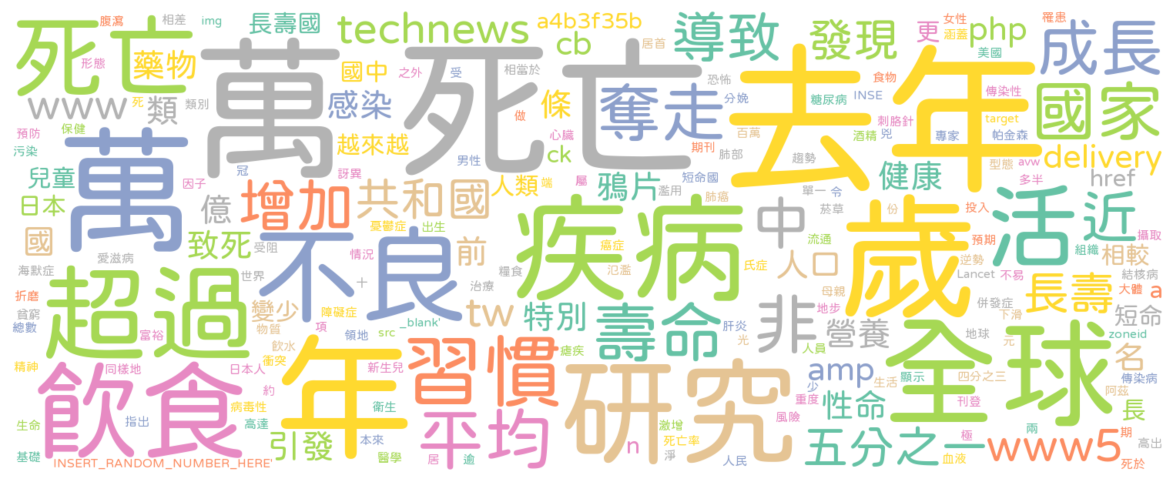 死亡
腹瀉
相差
img
長壽國
technews
a4b3f35b
cb
居首
導致
發現
更
女性
涵蓋
php
罹患
美國
成長
形態
藥物
國中
之外
受
相當於
恐怖
www
類
死
類別
感染
萬
死亡
條
做
奪走
分娩
糖尿病
食物
INSE
去年
傳染性
target
國家
預防
保健
污染
越來越
心臟
期刊
百萬
酒精
刺胳針
兇
專家
帕金森
delivery
兒童
因子
冠
男性
ck
肺部
趨勢
型態
avw
多半
href
日本
萬
增加
訝異
共和國
人類
端
屬
鴉片
短命國
濫用
肺癌
單一
令
健康
億
國
致死
憂鬱症
出生
前
疾病
癌症
中
菸草
份
投入
活
近
攝取
愛滋病
受阻
不良
情況
糧食
氾濫
流通
歲
預期
組織
相較
海默症
世界
十
治療
氏症
人口
逆勢
Lancet
不易
結核病
折磨
超過
變少
障礙症
tw
特別
壽命
母親
地步
非
營養
併發症
長壽
大體
a
貧窮
總數
物質
項
領地
_blank'
src
肝炎
光
下滑
元
地球
短命
zoneid
富裕
飲水
衝突
年
習慣
瘧疾
研究
人員
全球
名
精神
同樣地
日本人
新生兒
amp
少
生活
顯示
四分之三
阿茲
傳染病
飲食
約
病毒性
衛生
平均
重度
性命
刊登
長
生命
指出
高達
引發
本來
激增
n
死亡率
風險
五分之一
極
兩
www5
期
高出
基礎
INSERT_RANDOM_NUMBER_HERE'
醫學
居
逾
淨
人民
血液
死於